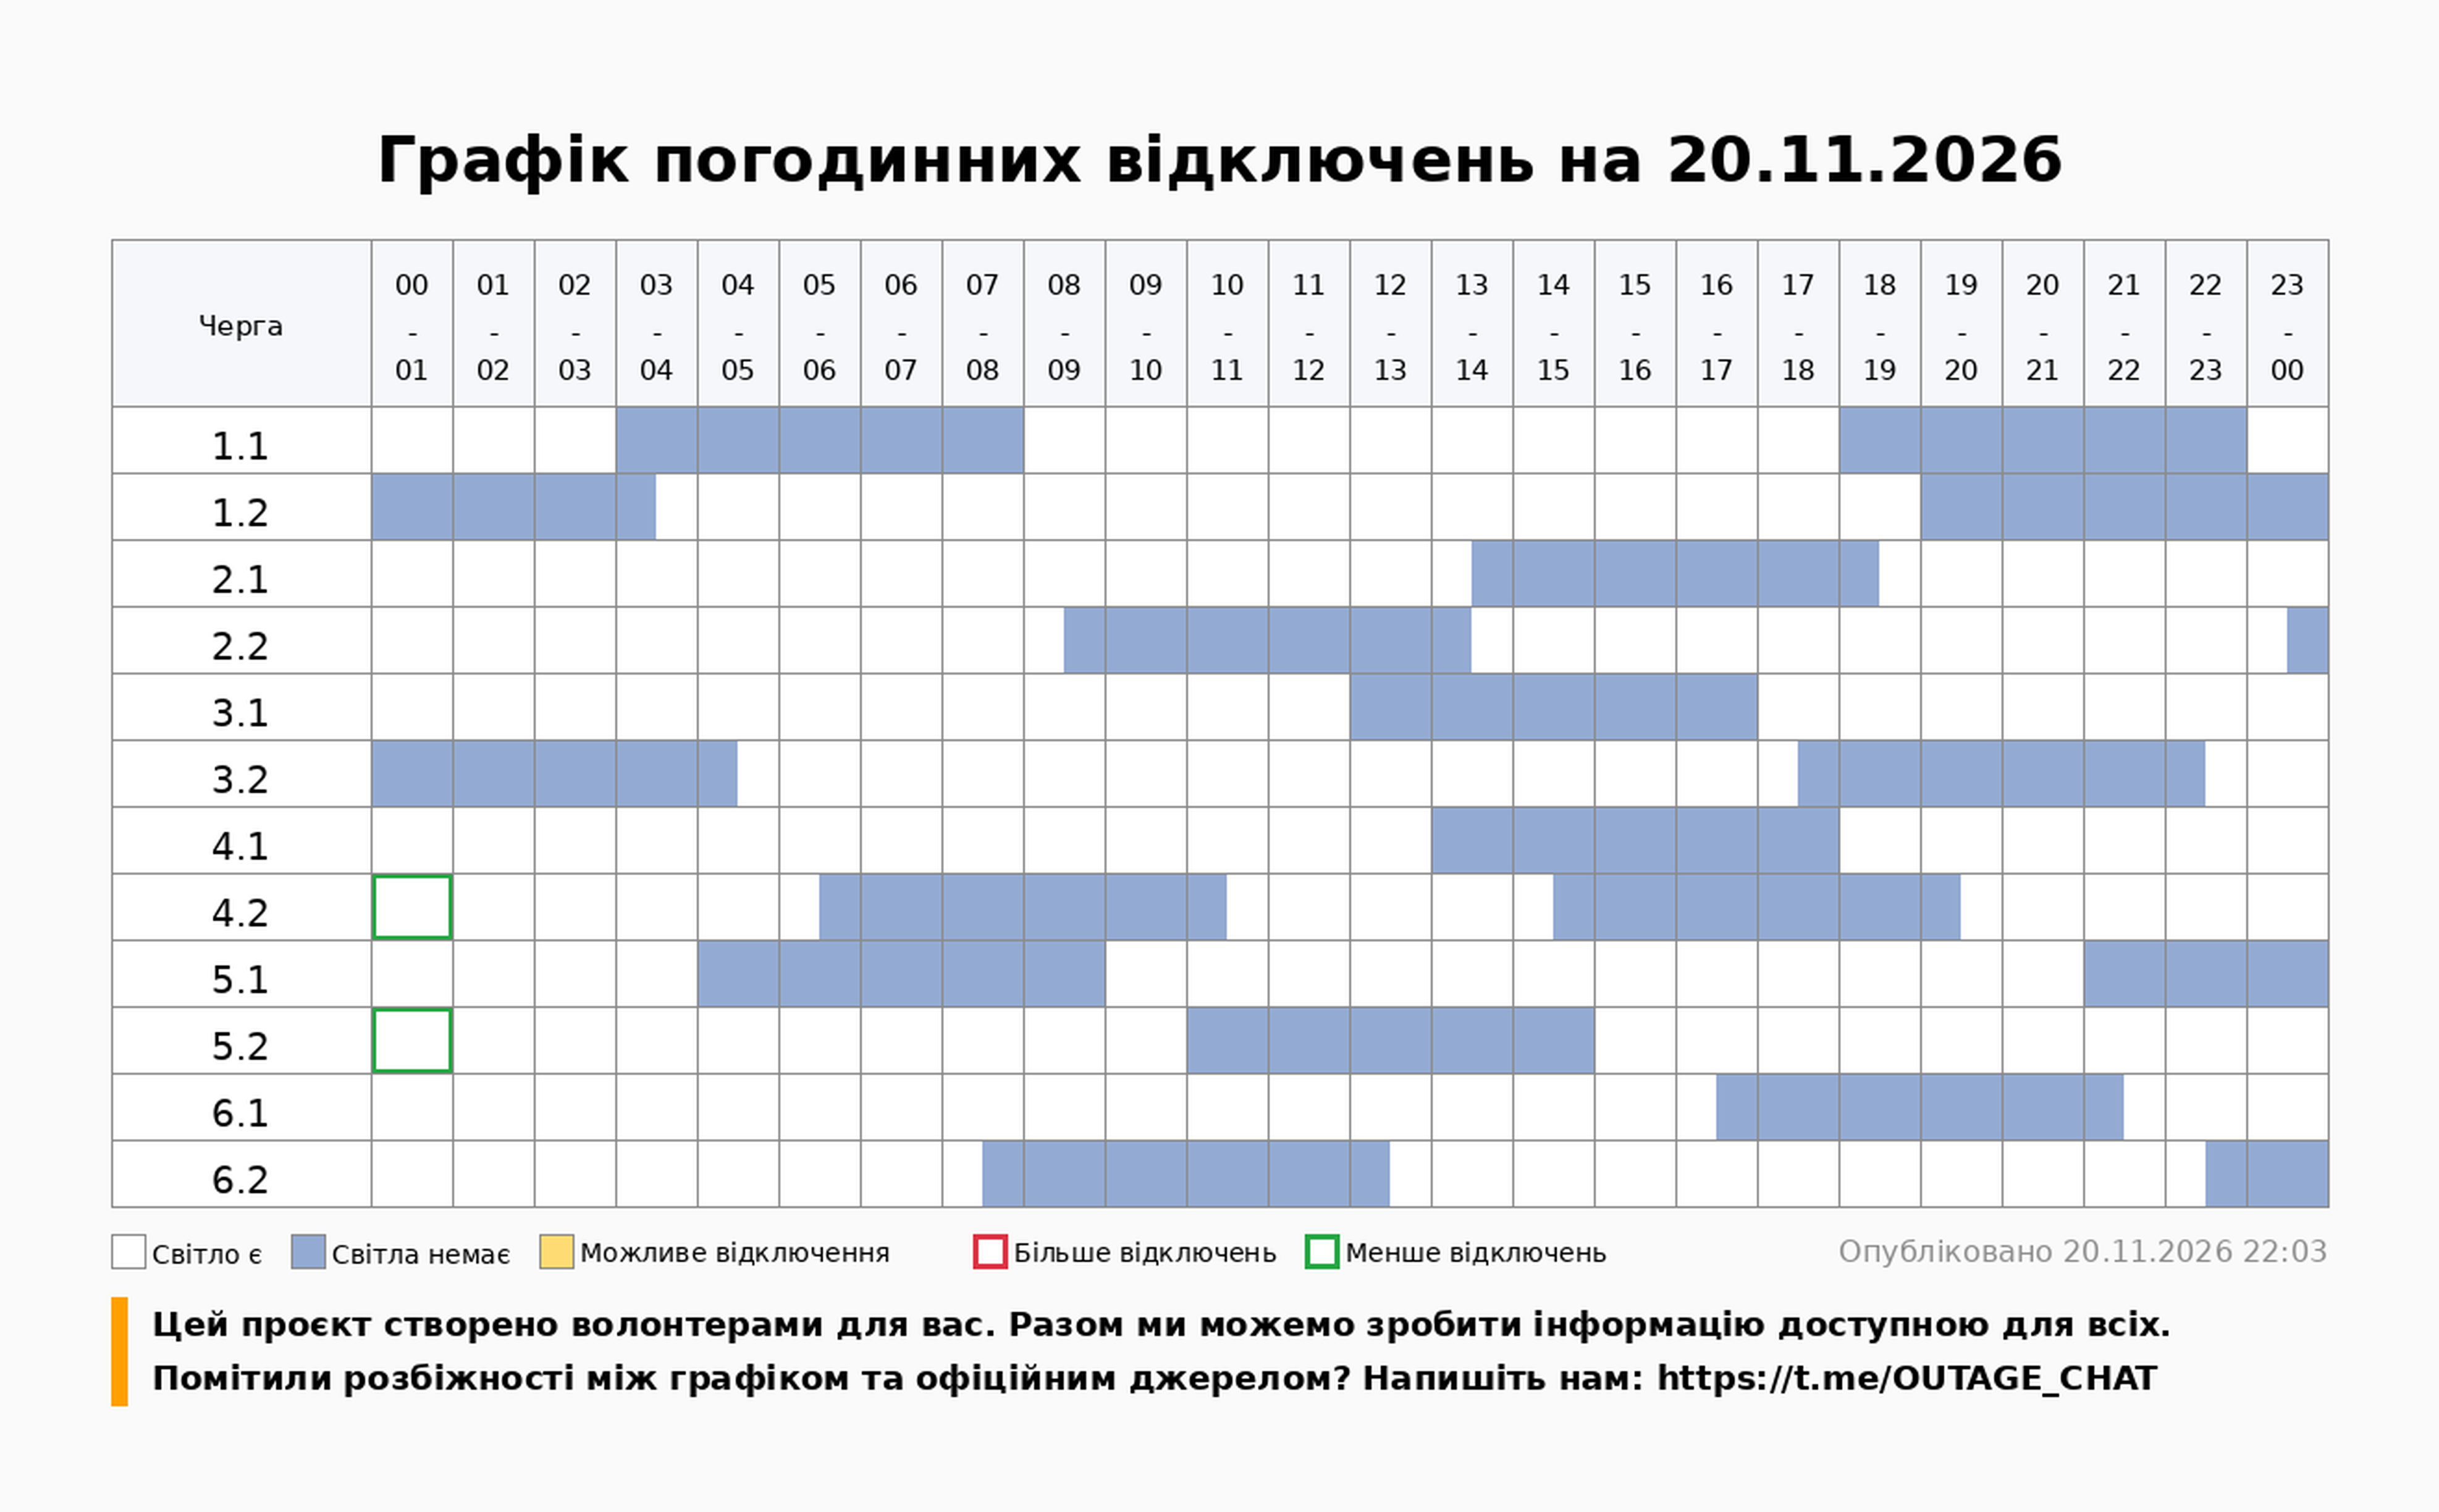 Графік погодинних відключень на 20.11.2026
Черга
00 - 01
01 - 02
02 - 03
03 - 04
04 - 05
05 - 06
06 - 07
07 - 08
08 - 09
09 - 10
10 - 11
11 - 12
12 - 13
13 - 14
14 - 15
15 - 16
16 - 17
17 - 18
18 - 19
19 - 20
20 - 21
21 - 22
22 - 23
23 - 00
1.1
1.2
2.1
2.2
3.1
3.2
4.1
4.2
5.1
5.2
6.1
6.2
Світло є
Світла немає
Можливе відключення
Більше відключень
Менше відключень
Опубліковано 20.11.2026 22:03
Цей проєкт створено волонтерами для вас. Разом ми можемо зробити інформацію доступною для всіх.
Помітили розбіжності між графіком та офіційним джерелом? Напишіть нам: https://t.me/OUTAGE_CHAT